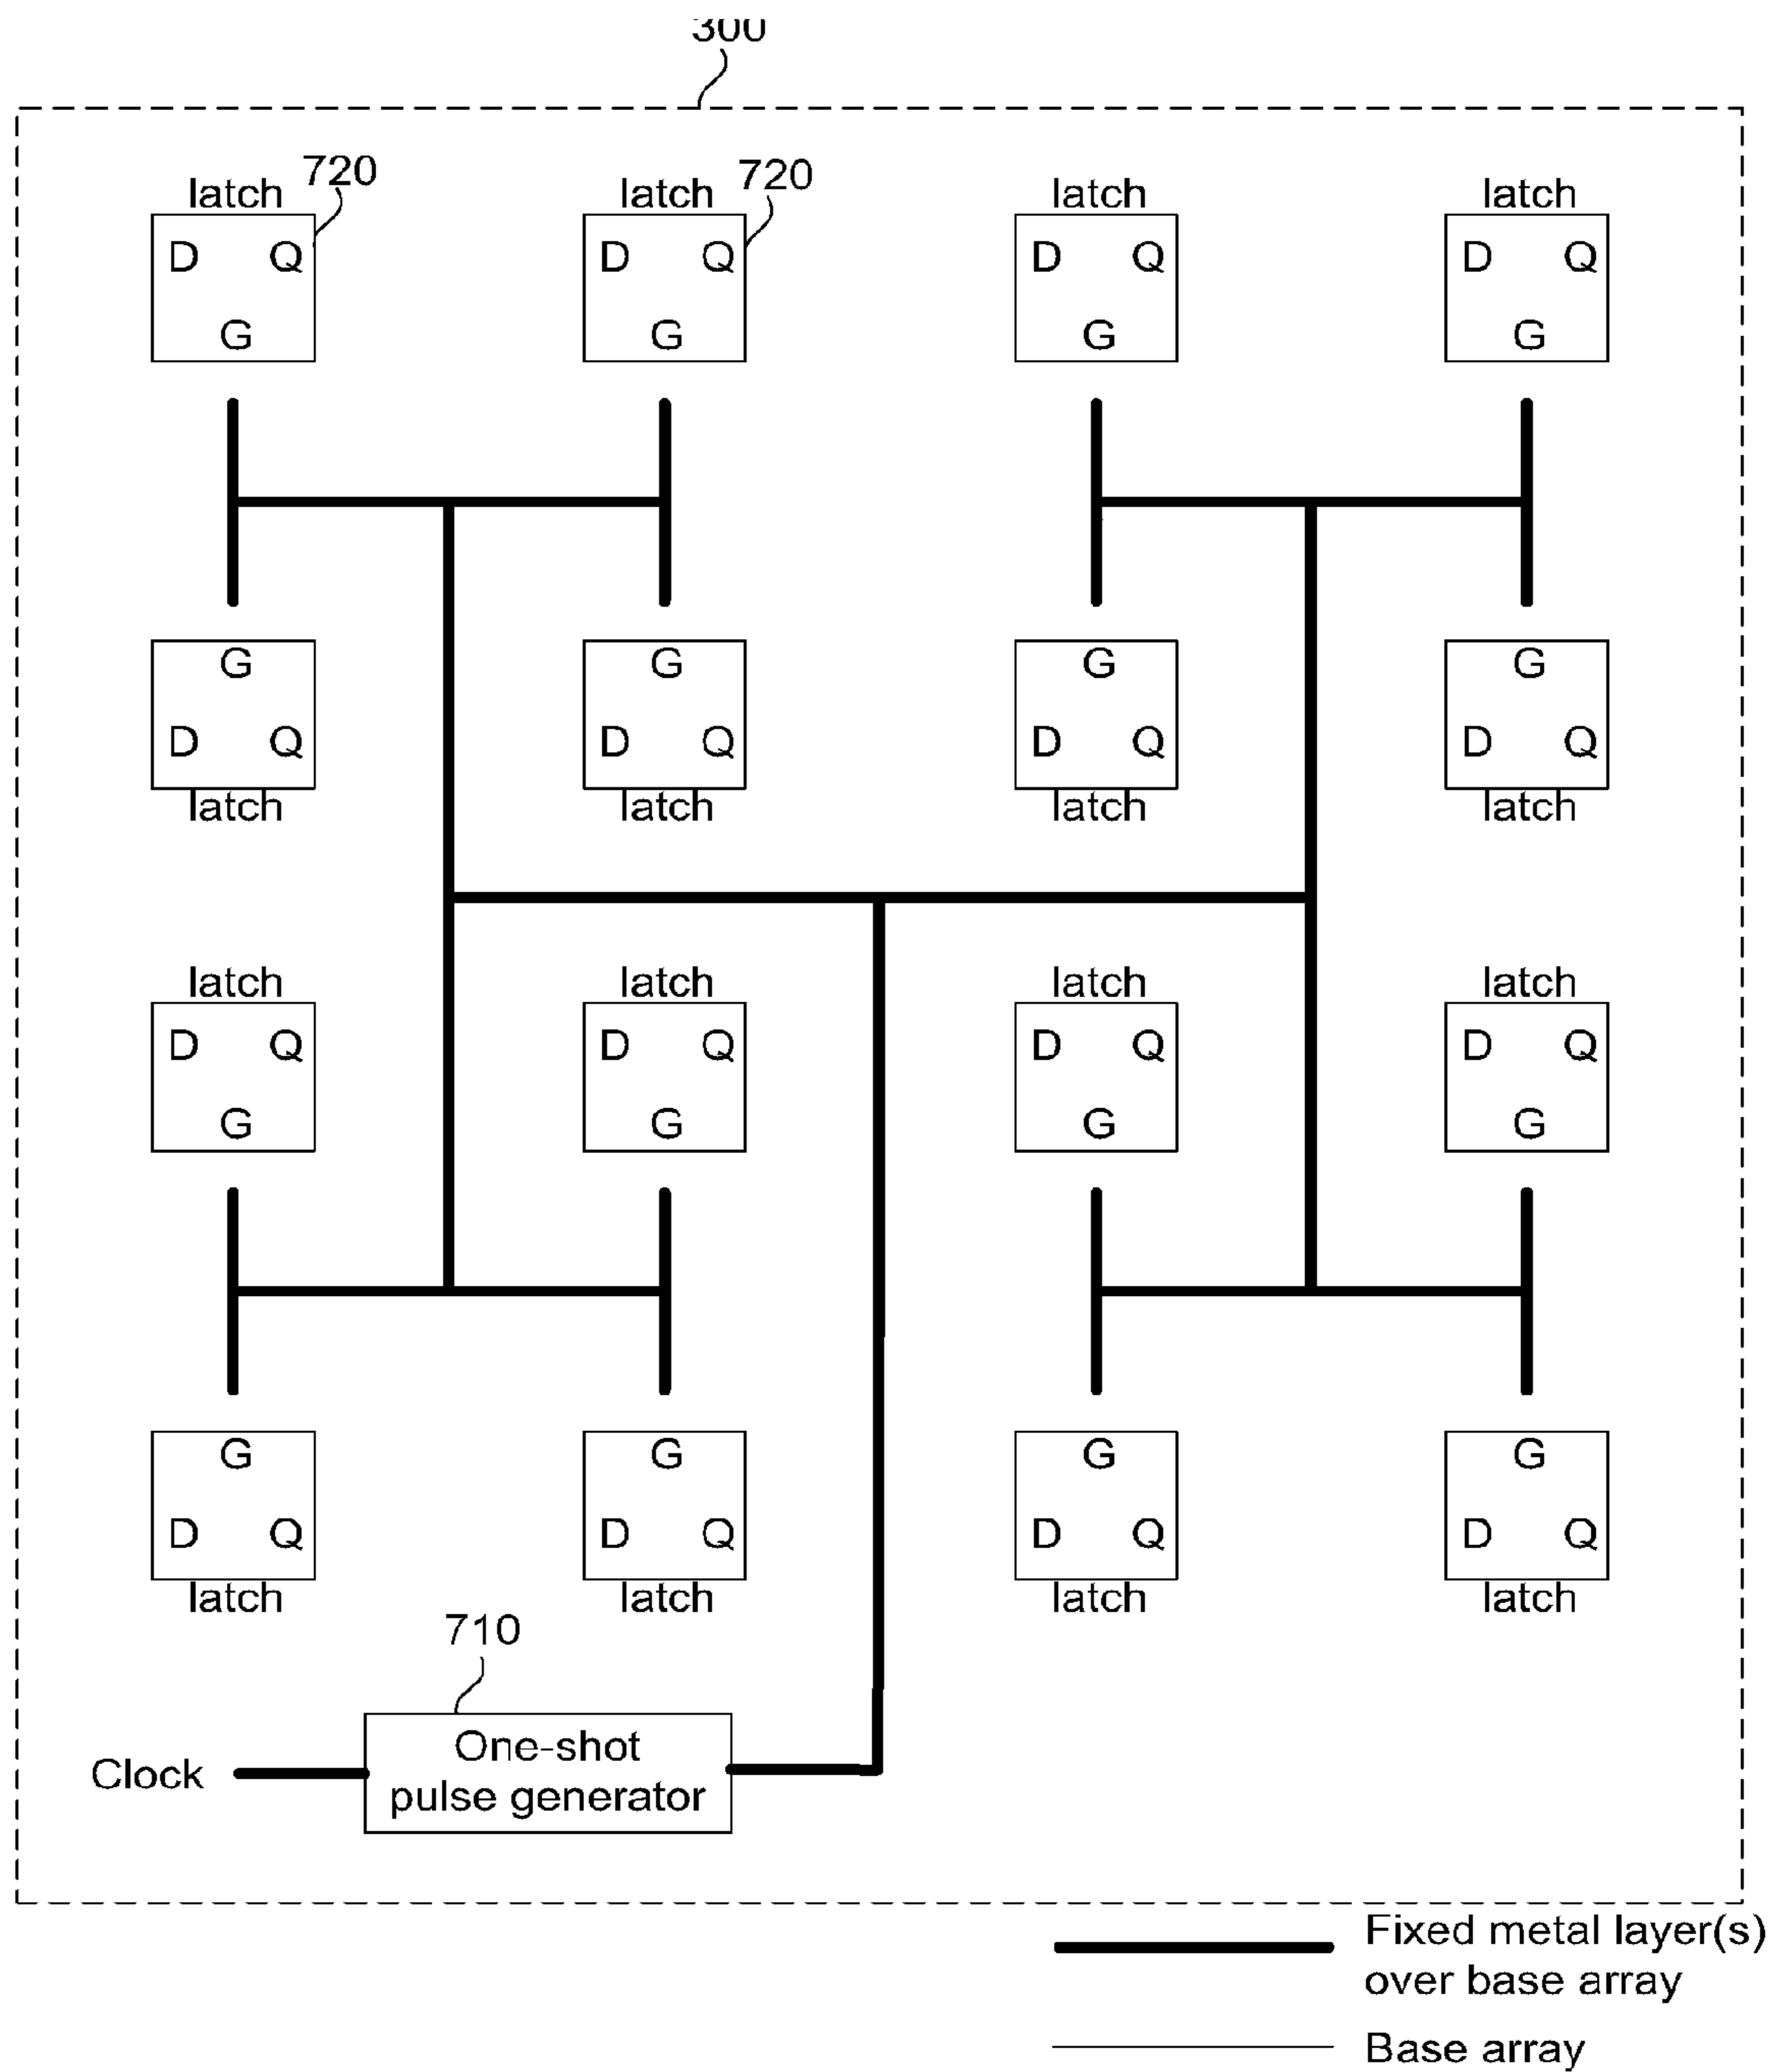 300
720
720
latch latch latch latch
D Q D Q D Q D Q
G G G G
G G G G
D Q D Q D Q D Q
latch latch latch latch
latch latch latch latch
D Q D Q D Q D Q
G G G G
G G G G
D Q D Q D Q D Q
latch latch latch latch
710
Clock
One-shot
pulse generator
Fixed metal layer(s)
over base array
Base array